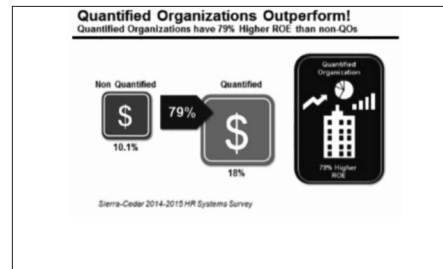 Quantified Organizations Outperform!
Quantified Organizations have 79% Higher ROE than non-QOs
Non Quantified
$
10.1%
79%
Quantified
$
18%
Quantified
Organization
79% Higher
ROE
Sierra-Cedar 2014-2015 HR Systems Survey